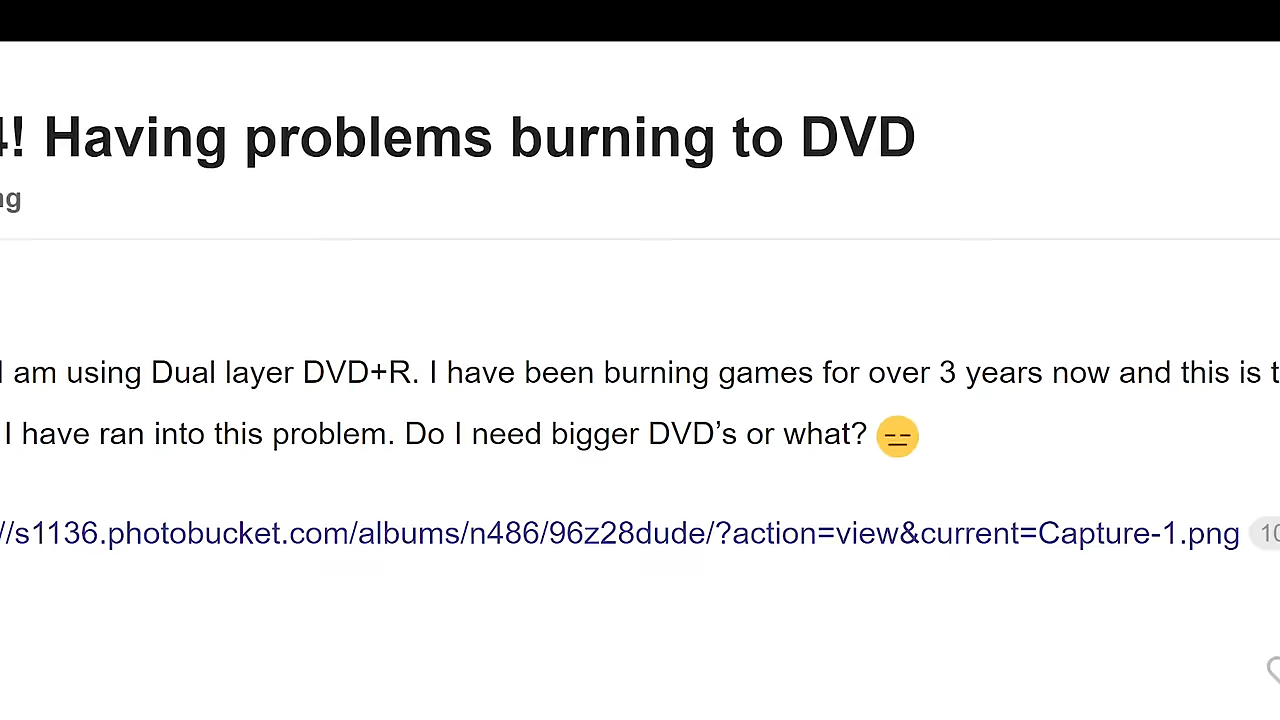 4! Having problems burning to DVD
ng
I am using Dual layer DVD+R. I have been burning games for over 3 years now and this is t
I have ran into this problem. Do I need bigger DVD’s or what?
//s1136.photobucket.com/albums/n486/96z28dude/?action=view&current=Capture-1.png 10